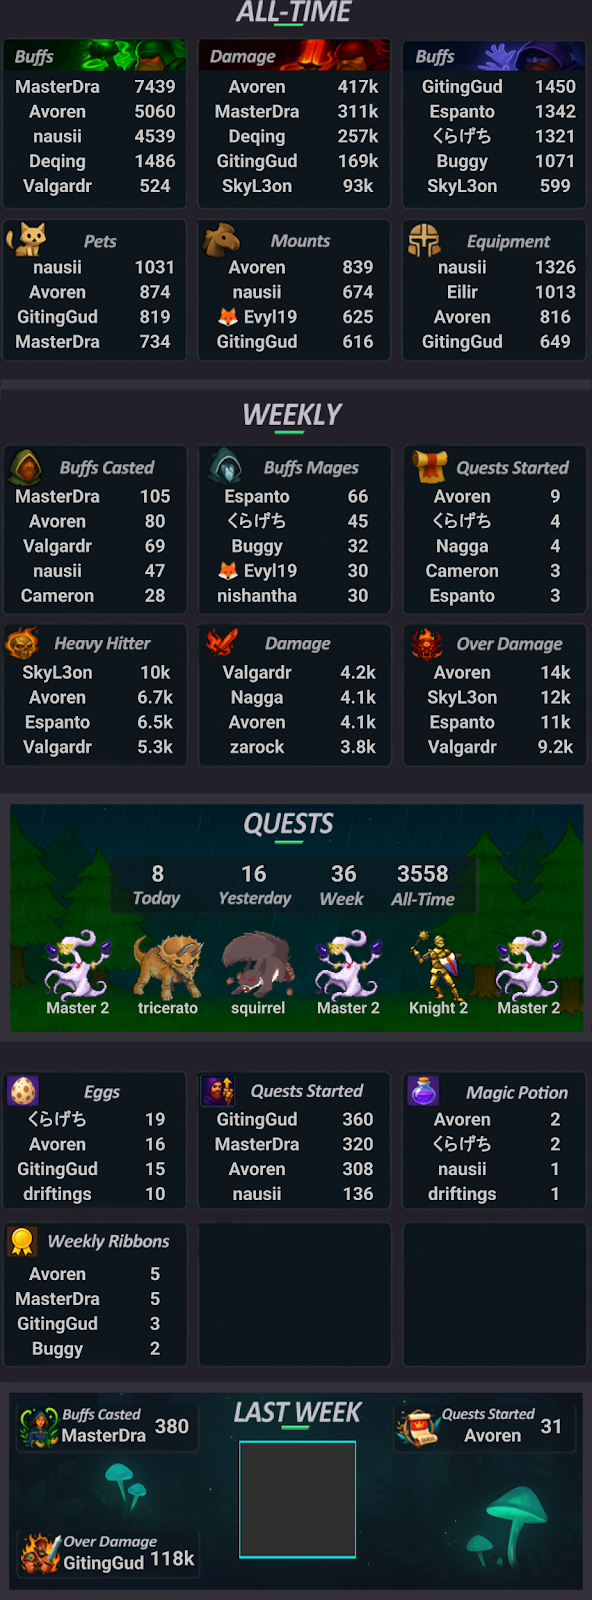 ALL-TIME
Buffs
MasterDra 7439
Avoren 5060
nausii 4539
Deqing 1486
Valgardr 524
Damage
Avoren 417k
MasterDra 311k
Deqing 257k
GitingGud 169k
SkyL3on 93k
Buffs
GitingGud 1450
Espanto 1342
くらげち 1321
Buggy 1071
SkyL3on 599
Pets
nausii 1031
Avoren 874
GitingGud 819
MasterDra 734
Mounts
Avoren 839
nausii 674
🦊 Evyl19 625
GitingGud 616
Equipment
nausii 1326
Eilir 1013
Avoren 816
GitingGud 649
WEEKLY
Buffs Casted
MasterDra 105
Avoren 80
Valgardr 69
nausii 47
Cameron 28
Buffs Mages
Espanto 66
くらげち 45
Buggy 32
🦊 Evyl19 30
nishantha 30
Quests Started
Avoren 9
くらげち 4
Nagga 4
Cameron 3
Espanto 3
Heavy Hitter
SkyL3on 10k
Avoren 6.7k
Espanto 6.5k
Valgardr 5.3k
Damage
Valgardr 4.2k
Nagga 4.1k
Avoren 4.1k
zarock 3.8k
Over Damage
Avoren 14k
SkyL3on 12k
Espanto 11k
Valgardr 9.2k
QUESTS
8 16 36 3558
Today Yesterday Week All-Time
Master 2 tricerato squirrel Master 2 Knight 2 Master 2
Eggs
くらげち 19
Avoren 16
GitingGud 15
driftings 10
Quests Started
GitingGud 360
MasterDra 320
Avoren 308
nausii 136
Magic Potion
Avoren 2
くらげち 2
nausii 1
driftings 1
Weekly Ribbons
Avoren 5
MasterDra 5
GitingGud 3
Buggy 2
LAST WEEK
Buffs Casted
MasterDra 380
Quests Started
Avoren 31
Over Damage
GitingGud 118k